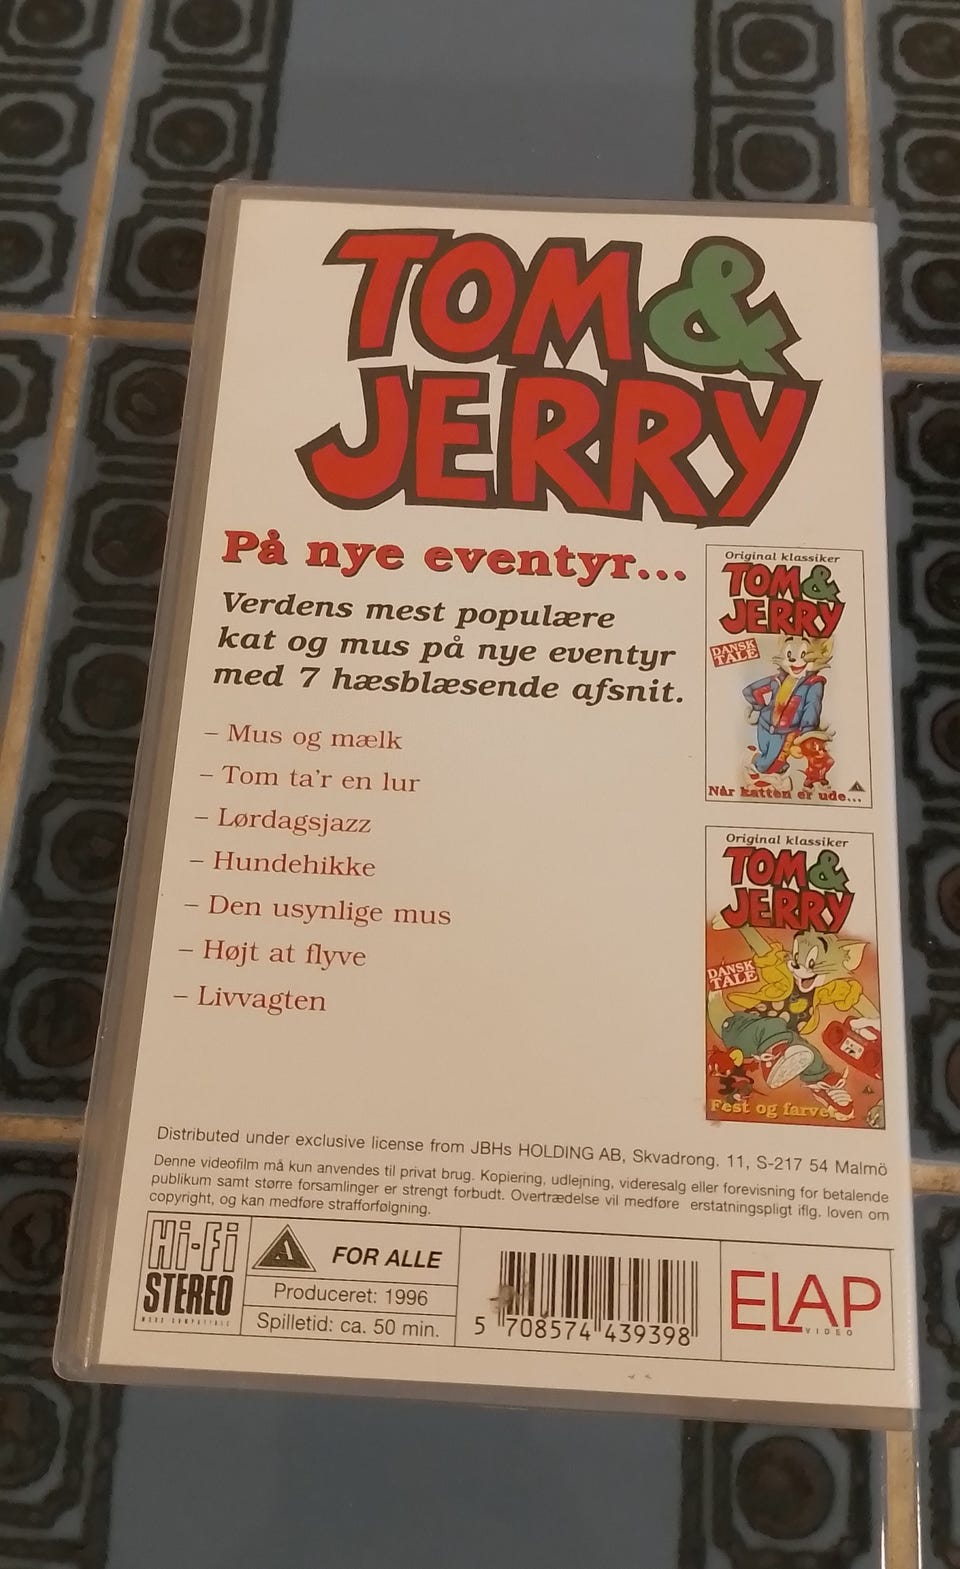 TOM &
JERRY
På nye eventyr...
Verdens mest populære
kat og mus på nye eventyr
med 7 hæsblæsende afsnit.
– Mus og mælk
– Tom ta'r en lur
– Lørdagsjazz
– Hundehikke
– Den usynlige mus
– Højt at flyve
– Livvagten
Original klassiker
TOM &
JERRY
DANSK
TALE
Når katten er ude...
Original klassiker
TOM &
JERRY
DANSK
TALE
Fest og farver
Distributed under exclusive license from JBHs HOLDING AB, Skvadrong. 11, S-217 54 Malmö
Denne videofilm må kun anvendes til privat brug. Kopiering, udlejning, videresalg eller forevisning for betalende
publikum samt større forsamlinger er strengt forbudt. Overtrædelse vil medføre erstatningspligt iflg. loven om
copyright, og kan medføre strafforfølgning.
Hi-Fi
STEREO
A FOR ALLE
Produceret: 1996
Spilletid: ca. 50 min.
5 708574 439398
ELAP
VIDEO